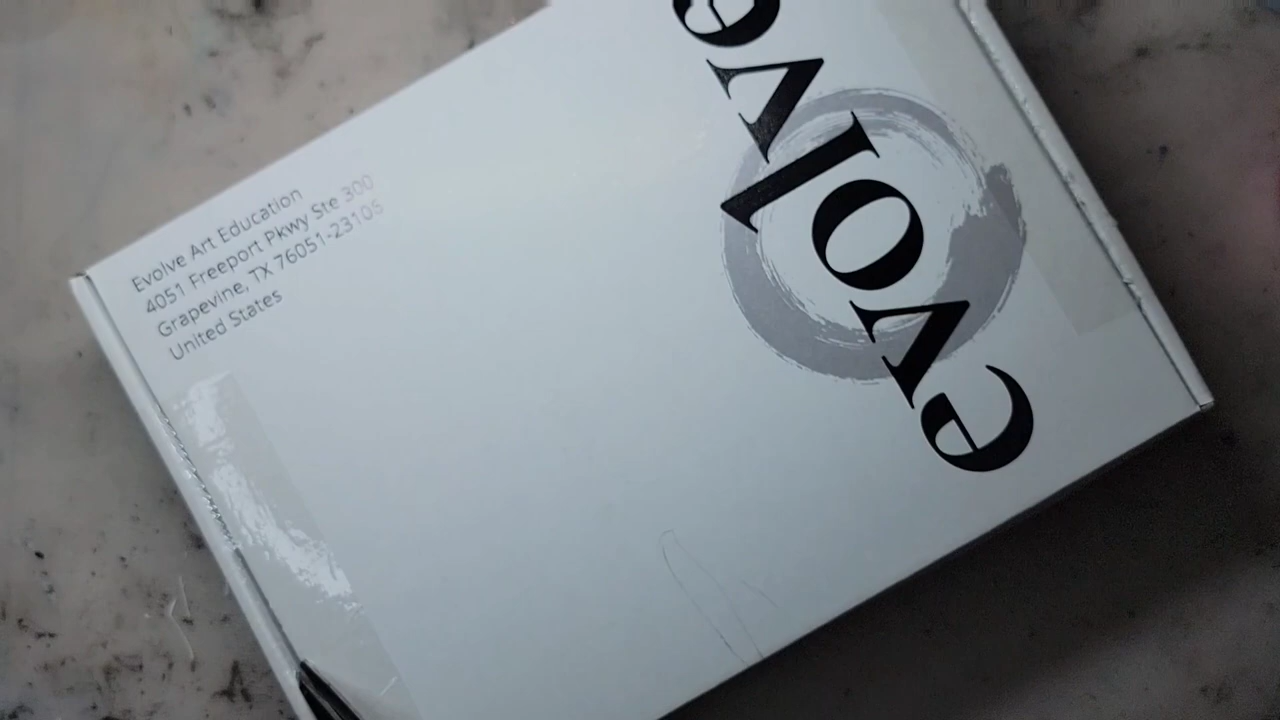 Evolve Art Education
4051 Freeport Pkwy Ste 300
Grapevine, TX 76051-23105
United States
evolve